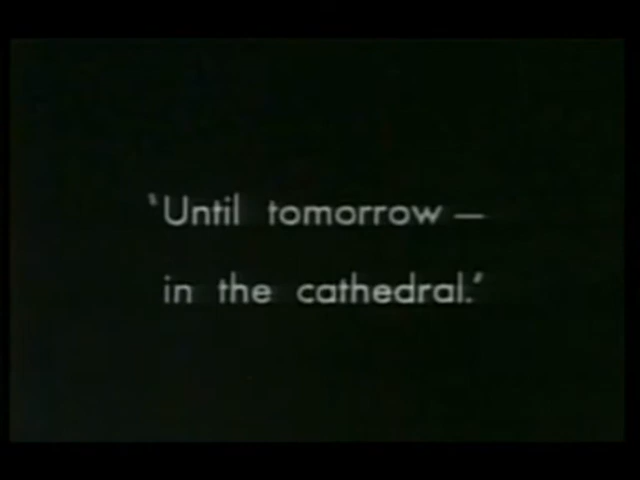 'Until tomorrow —
in the cathedral.'